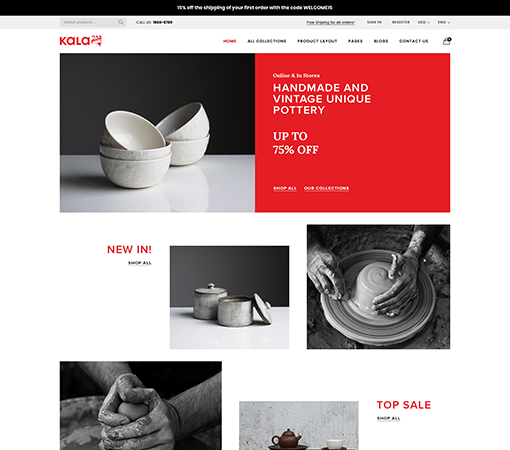 15% off the shipping of your first order with the code WELCOME15
Search products...
CALL US: 1900-6788
Free Shipping for all orders!
SIGN IN
REGISTER
USD
ENG
KALA
HOME
ALL COLLECTIONS
PRODUCT LAYOUT
PAGES
BLOGS
CONTACT US
Online & In Stores
HANDMADE AND
VINTAGE UNIQUE
POTTERY
UP TO
75% OFF
SHOP ALL
OUR COLLECTIONS
NEW IN!
SHOP ALL
TOP SALE
SHOP ALL